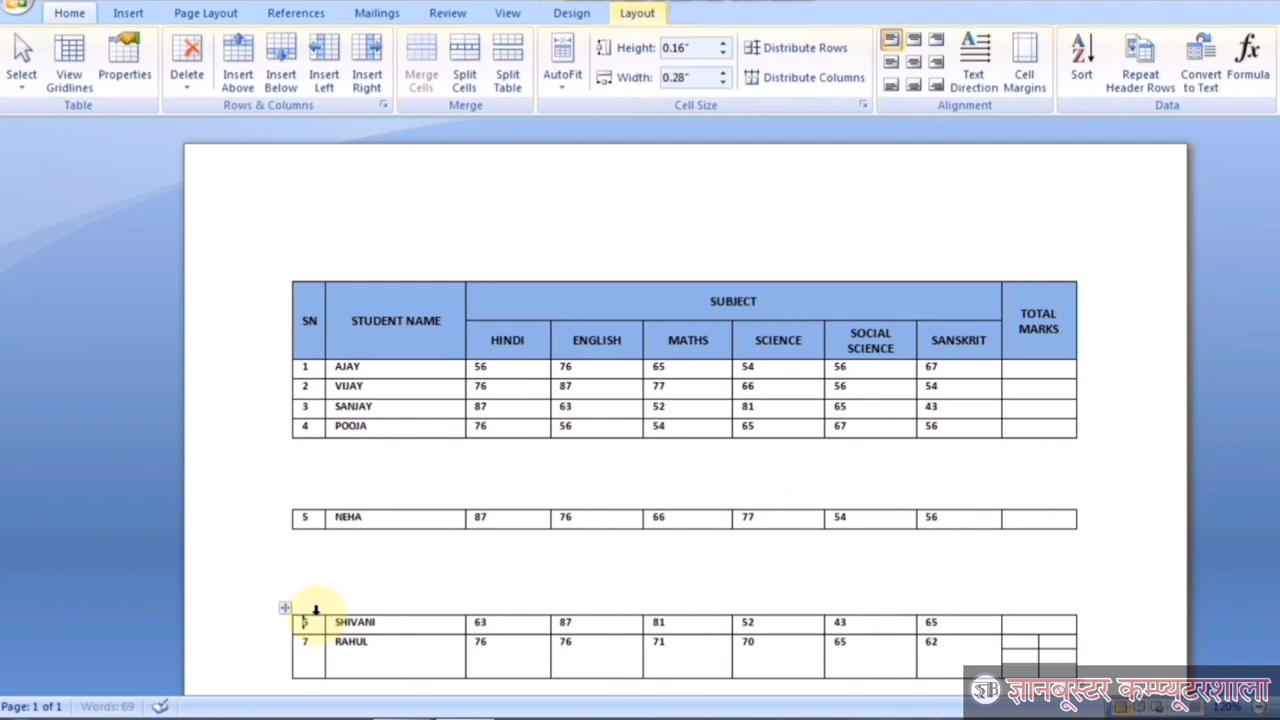 Home Insert Page Layout References Mailings Review View Design Layout
Select
View Gridlines
Properties
Table
Delete
Insert Above
Insert Below
Insert Left
Insert Right
Rows & Columns
Merge Cells
Split Cells
Split Table
Merge
AutoFit
Height: 0.16"
Width: 0.28"
Distribute Rows
Distribute Columns
Cell Size
Text Direction
Cell Margins
Alignment
Sort
Repeat Header Rows
Convert to Text
Formula
Data
SN STUDENT NAME SUBJECT TOTAL MARKS
HINDI ENGLISH MATHS SCIENCE SOCIAL SCIENCE SANSKRIT
1 AJAY 56 76 65 54 56 67
2 VIJAY 76 87 77 66 56 54
3 SANJAY 87 63 52 81 65 43
4 POOJA 76 56 54 65 67 56
5 NEHA 87 76 66 77 54 56
SHIVANI 63 87 81 52 43 65
7 RAHUL 76 76 71 70 65 62
ज्ञानबूस्टर कम्प्यूटरशाला
Page: 1 of 1 Words: 69 120%